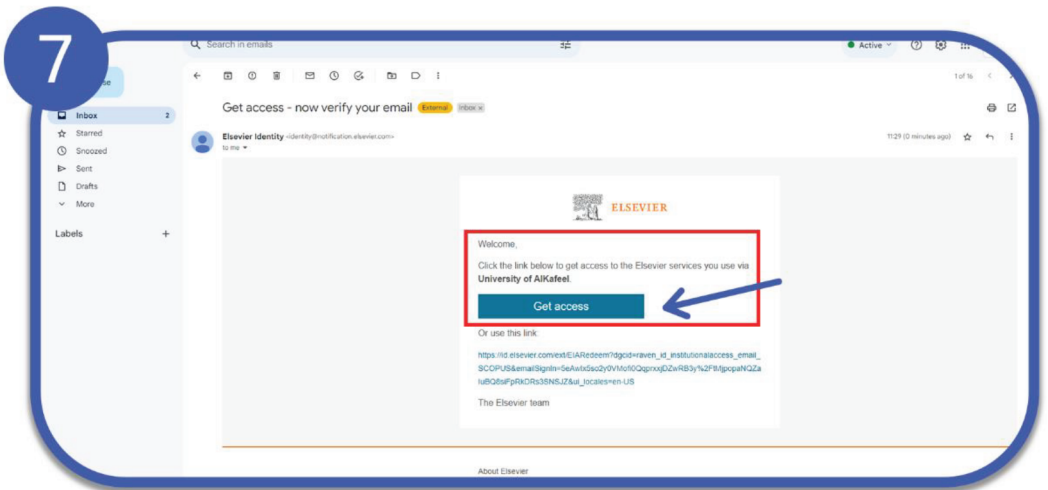 7
Search in emails
Active
1 of 16
Get access - now verify your email External Inbox x
Inbox 2
Starred
Snoozed
Sent
Drafts
More
Labels +
Elsevier Identity <identity@notification.elsevier.com>
to me
11:29 (0 minutes ago)
ELSEVIER
Welcome,
Click the link below to get access to the Elsevier services you use via
University of AlKafeel.
Get access
Or use this link
The Elsevier team
About Elsevier